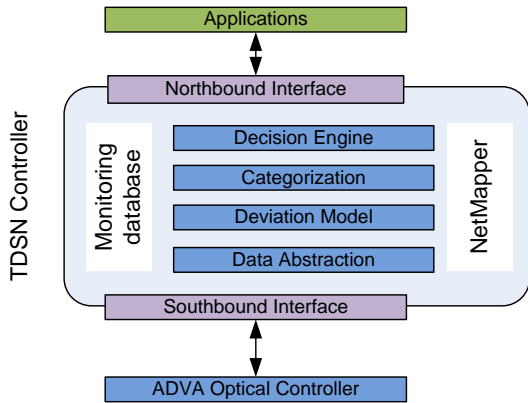 Applications
Northbound Interface
TDSN Controller
Monitoring
database
Decision Engine
Categorization
Deviation Model
Data Abstraction
NetMapper
Southbound Interface
ADVA Optical Controller